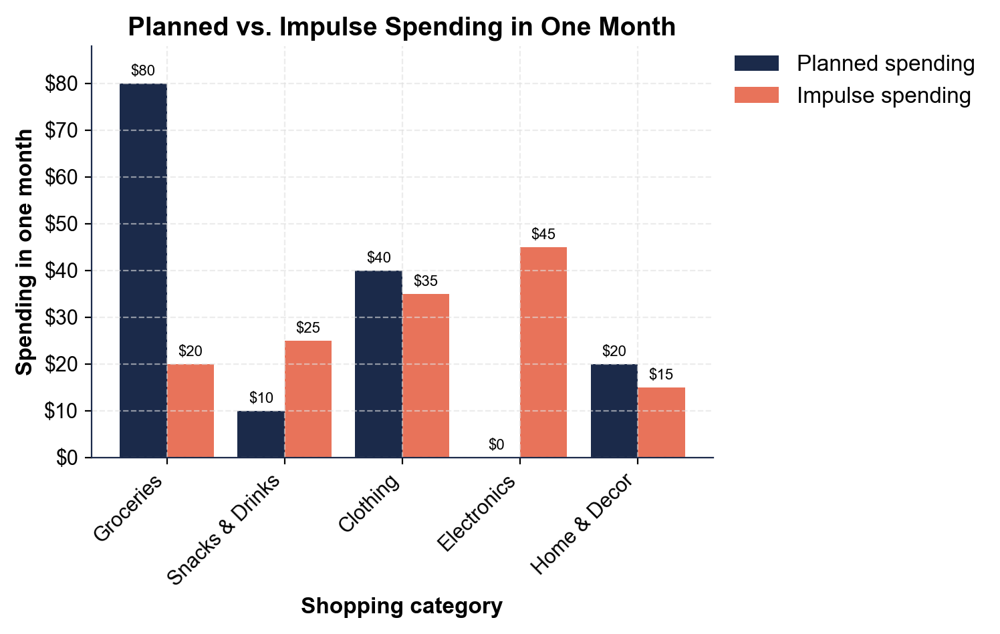 Planned vs. Impulse Spending in One Month
Planned spending
Impulse spending
Spending in one month
$80
$70
$60
$50
$40
$30
$20
$10
$0
$80
$20
$10
$25
$40
$35
$0
$45
$20
$15
Groceries
Snacks & Drinks
Clothing
Electronics
Home & Decor
Shopping category